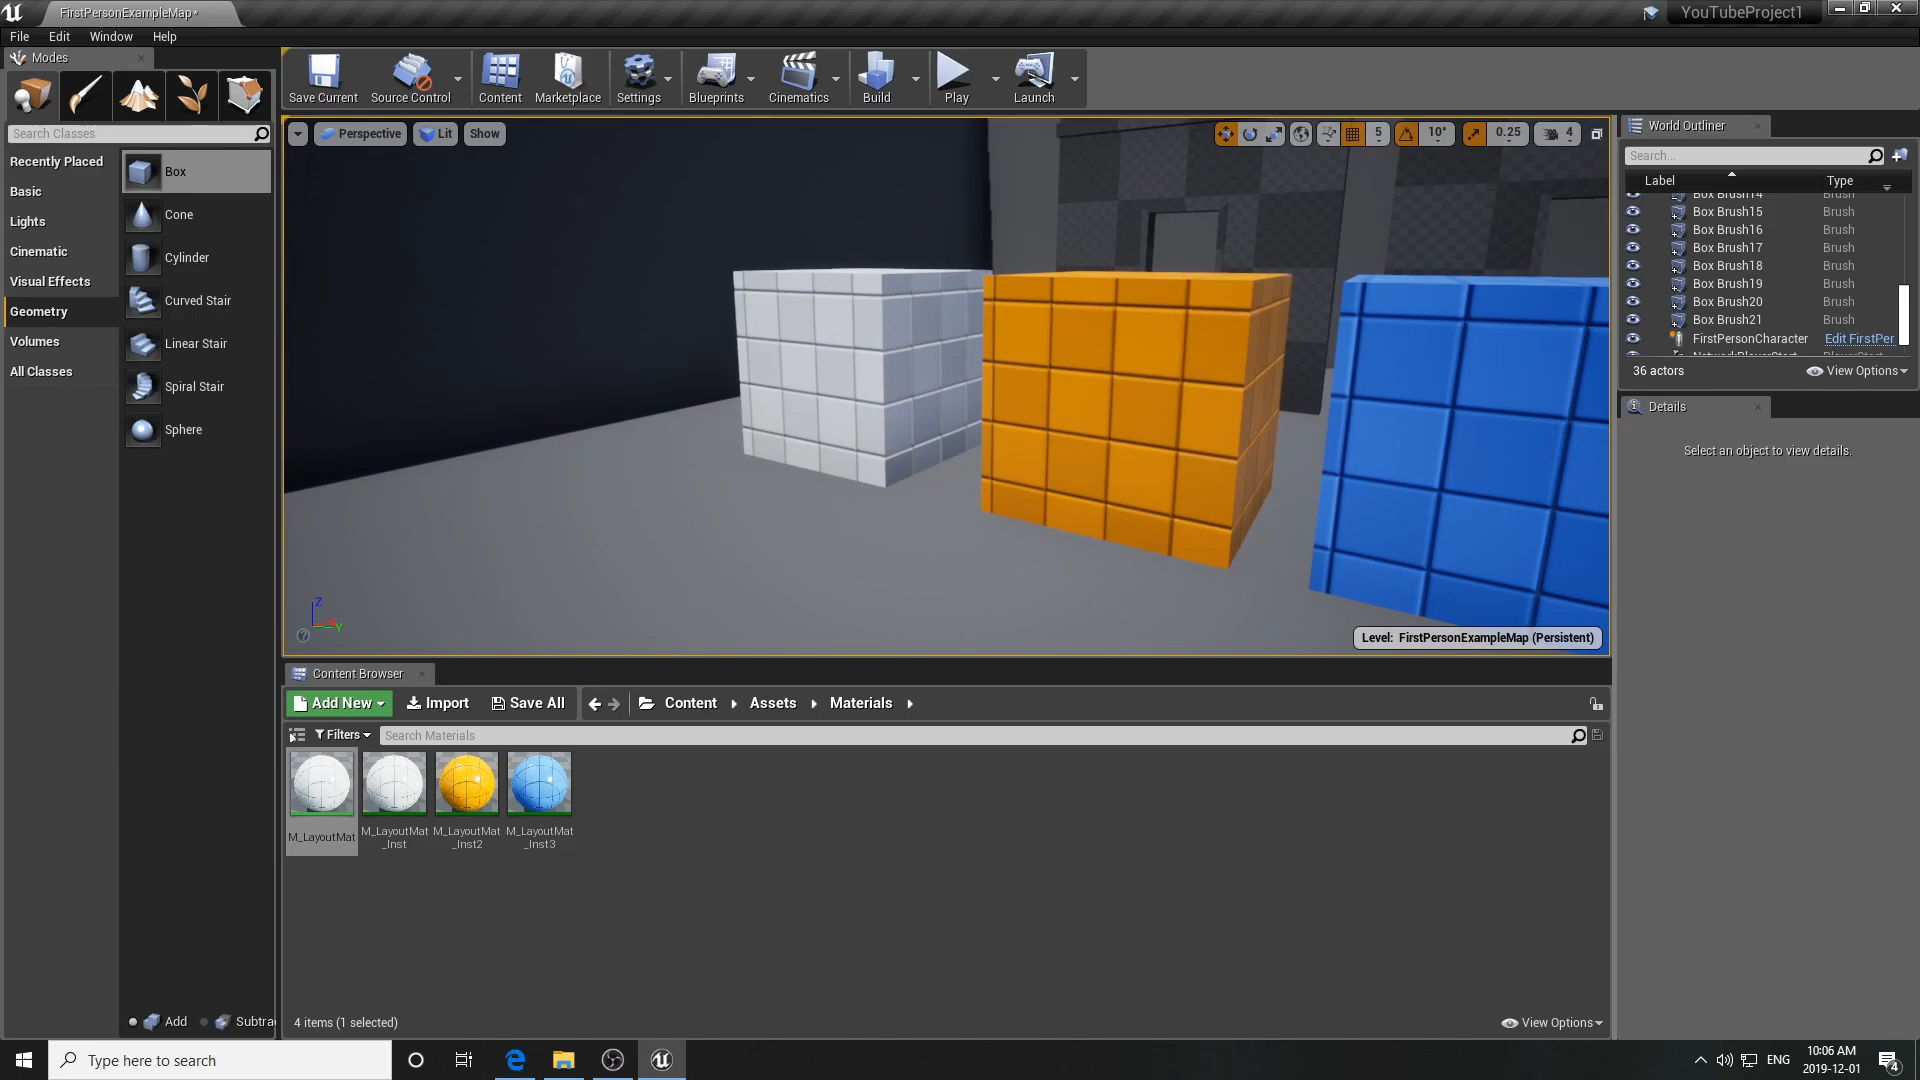 FirstPersonExampleMap*
YouTubeProject1
File Edit Window Help
Modes
Save Current Source Control Content Marketplace Settings Blueprints Cinematics Build Play Launch
Search Classes
Recently Placed
Basic
Lights
Cinematic
Visual Effects
Geometry
Volumes
All Classes
Box
Cone
Cylinder
Curved Stair
Linear Stair
Spiral Stair
Sphere
Add Subtra
Perspective Lit Show
5 10° 0.25 4
Z
Y
Level: FirstPersonExampleMap (Persistent)
World Outliner
Search...
Label Type
Box Brush14 Brush
Box Brush15 Brush
Box Brush16 Brush
Box Brush17 Brush
Box Brush18 Brush
Box Brush19 Brush
Box Brush20 Brush
Box Brush21 Brush
FirstPersonCharacter Edit FirstPer
NetworkPlayerStart PlayerStart
36 actors
View Options
Details
Select an object to view details.
Content Browser
Add New Import Save All Content Assets Materials
Filters
Search Materials
M_LayoutMat
M_LayoutMat
_Inst
M_LayoutMat
_Inst2
M_LayoutMat
_Inst3
4 items (1 selected)
View Options
Type here to search
ENG
10:06 AM
2019-12-01
4